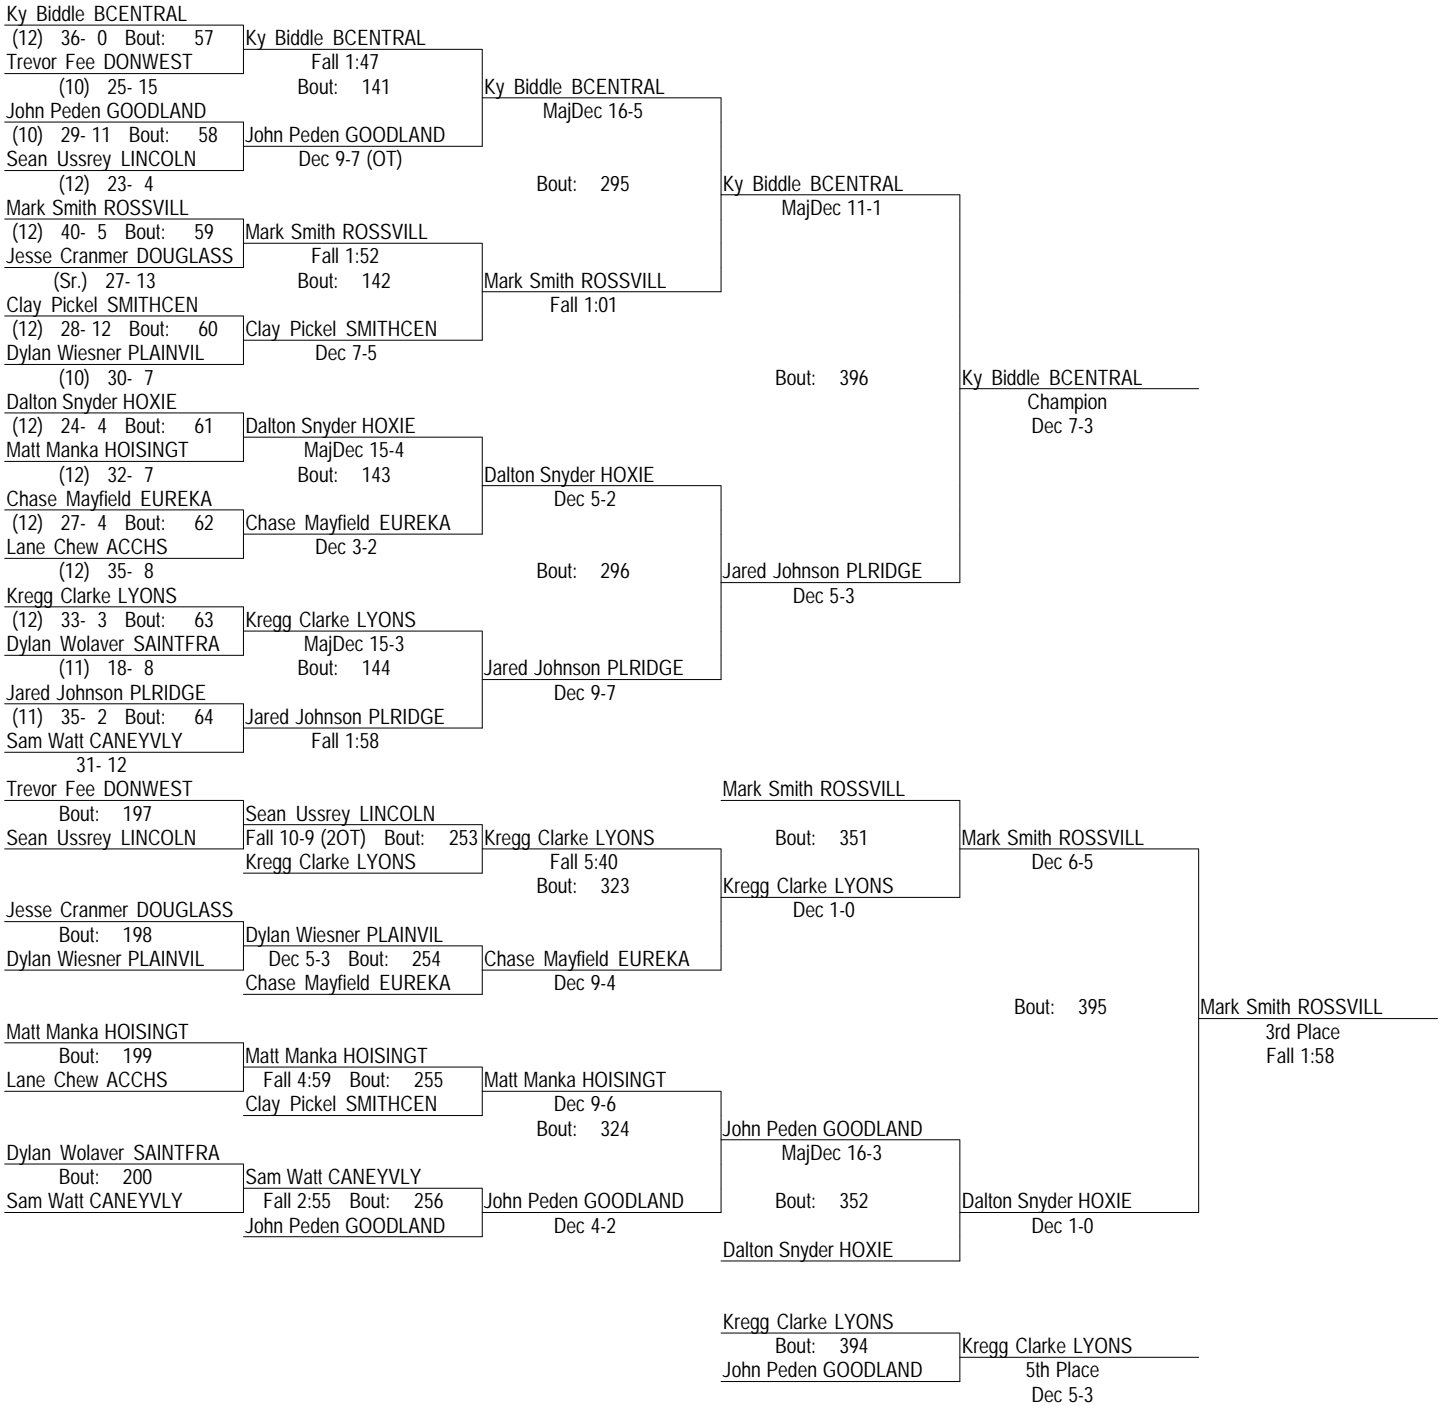 Ky Biddle BCENTRAL
(12) 36- 0 Bout: 57 Ky Biddle BCENTRAL
Trevor Fee DONWEST Fall 1:47
(10) 25- 15 Bout: 141 Ky Biddle BCENTRAL
John Peden GOODLAND MajDec 16-5
(10) 29- 11 Bout: 58 John Peden GOODLAND
Sean Ussrey LINCOLN Dec 9-7 (OT)
(12) 23- 4 Bout: 295 Ky Biddle BCENTRAL
Mark Smith ROSSVILL MajDec 11-1
(12) 40- 5 Bout: 59 Mark Smith ROSSVILL
Jesse Cranmer DOUGLASS Fall 1:52
(Sr.) 27- 13 Bout: 142 Mark Smith ROSSVILL
Clay Pickel SMITHCEN Fall 1:01
(12) 28- 12 Bout: 60 Clay Pickel SMITHCEN
Dylan Wiesner PLAINVIL Dec 7-5
(10) 30- 7 Bout: 396 Ky Biddle BCENTRAL
Dalton Snyder HOXIE Champion
(12) 24- 4 Bout: 61 Dalton Snyder HOXIE Dec 7-3
Matt Manka HOISINGT MajDec 15-4
(12) 32- 7 Bout: 143 Dalton Snyder HOXIE
Chase Mayfield EUREKA Dec 5-2
(12) 27- 4 Bout: 62 Chase Mayfield EUREKA
Lane Chew ACCHS Dec 3-2
(12) 35- 8 Bout: 296 Jared Johnson PLRIDGE
Kregg Clarke LYONS Dec 5-3
(12) 33- 3 Bout: 63 Kregg Clarke LYONS
Dylan Wolaver SAINTFRA MajDec 15-3
(11) 18- 8 Bout: 144 Jared Johnson PLRIDGE
Jared Johnson PLRIDGE Dec 9-7
(11) 35- 2 Bout: 64 Jared Johnson PLRIDGE
Sam Watt CANEYVLY Fall 1:58
31- 12
Trevor Fee DONWEST Mark Smith ROSSVILL
Bout: 197 Sean Ussrey LINCOLN
Sean Ussrey LINCOLN Fall 10-9 (2OT) Bout: 253 Kregg Clarke LYONS Bout: 351 Mark Smith ROSSVILL
Kregg Clarke LYONS Fall 5:40 Dec 6-5
Bout: 323 Kregg Clarke LYONS
Jesse Cranmer DOUGLASS Dec 1-0
Bout: 198 Dylan Wiesner PLAINVIL
Dylan Wiesner PLAINVIL Dec 5-3 Bout: 254 Chase Mayfield EUREKA
Chase Mayfield EUREKA Dec 9-4
Bout: 395 Mark Smith ROSSVILL
Matt Manka HOISINGT 3rd Place
Bout: 199 Matt Manka HOISINGT Fall 1:58
Lane Chew ACCHS Fall 4:59 Bout: 255 Matt Manka HOISINGT
Clay Pickel SMITHCEN Dec 9-6
Bout: 324 John Peden GOODLAND
Dylan Wolaver SAINTFRA MajDec 16-3
Bout: 200 Sam Watt CANEYVLY
Sam Watt CANEYVLY Fall 2:55 Bout: 256 John Peden GOODLAND Bout: 352 Dalton Snyder HOXIE
John Peden GOODLAND Dec 4-2 Dec 1-0
Dalton Snyder HOXIE
Kregg Clarke LYONS
Bout: 394 Kregg Clarke LYONS
John Peden GOODLAND 5th Place
Dec 5-3